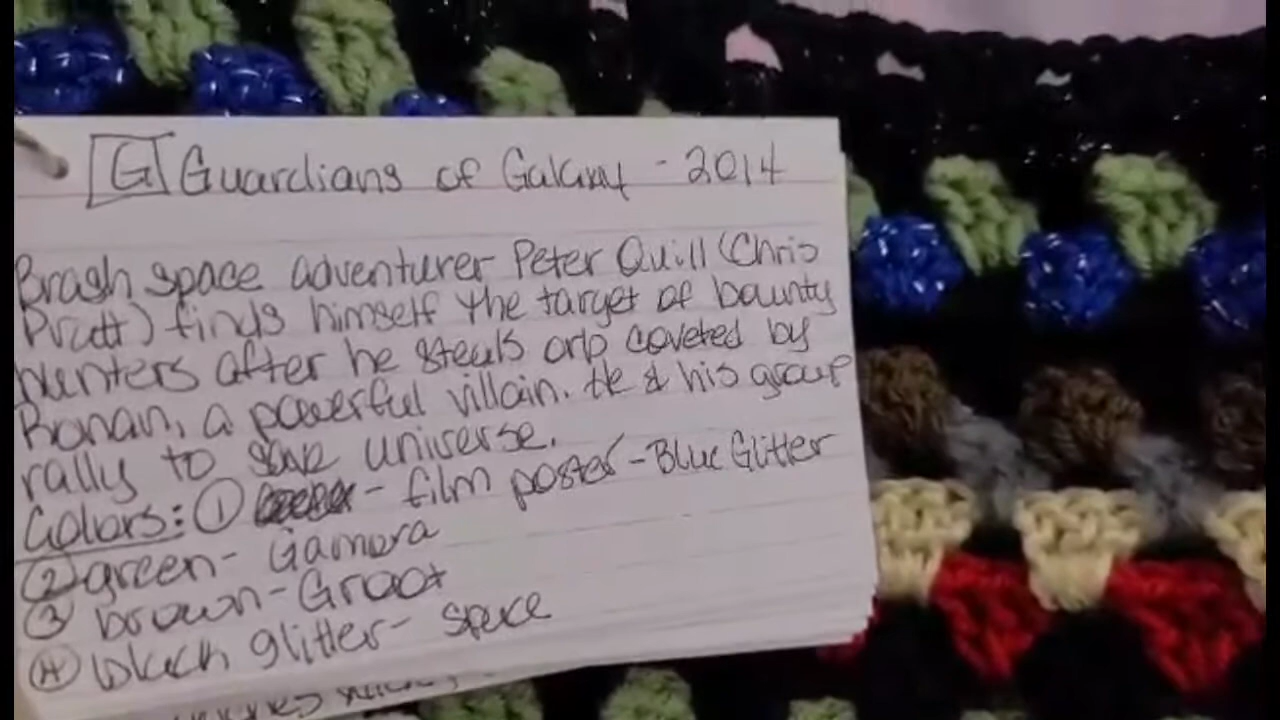 G Guardians of Galaxy - 2014
Brash space adventurer Peter Quill (Chris
Pratt) finds himself the target of bounty
hunters after he steals orb coveted by
Ronan, a powerful villain. He & his group
rally to save universe.
Colors: ① - film poster - Blue Glitter
② green - Gamora
③ brown - Groot
④ black glitter - space